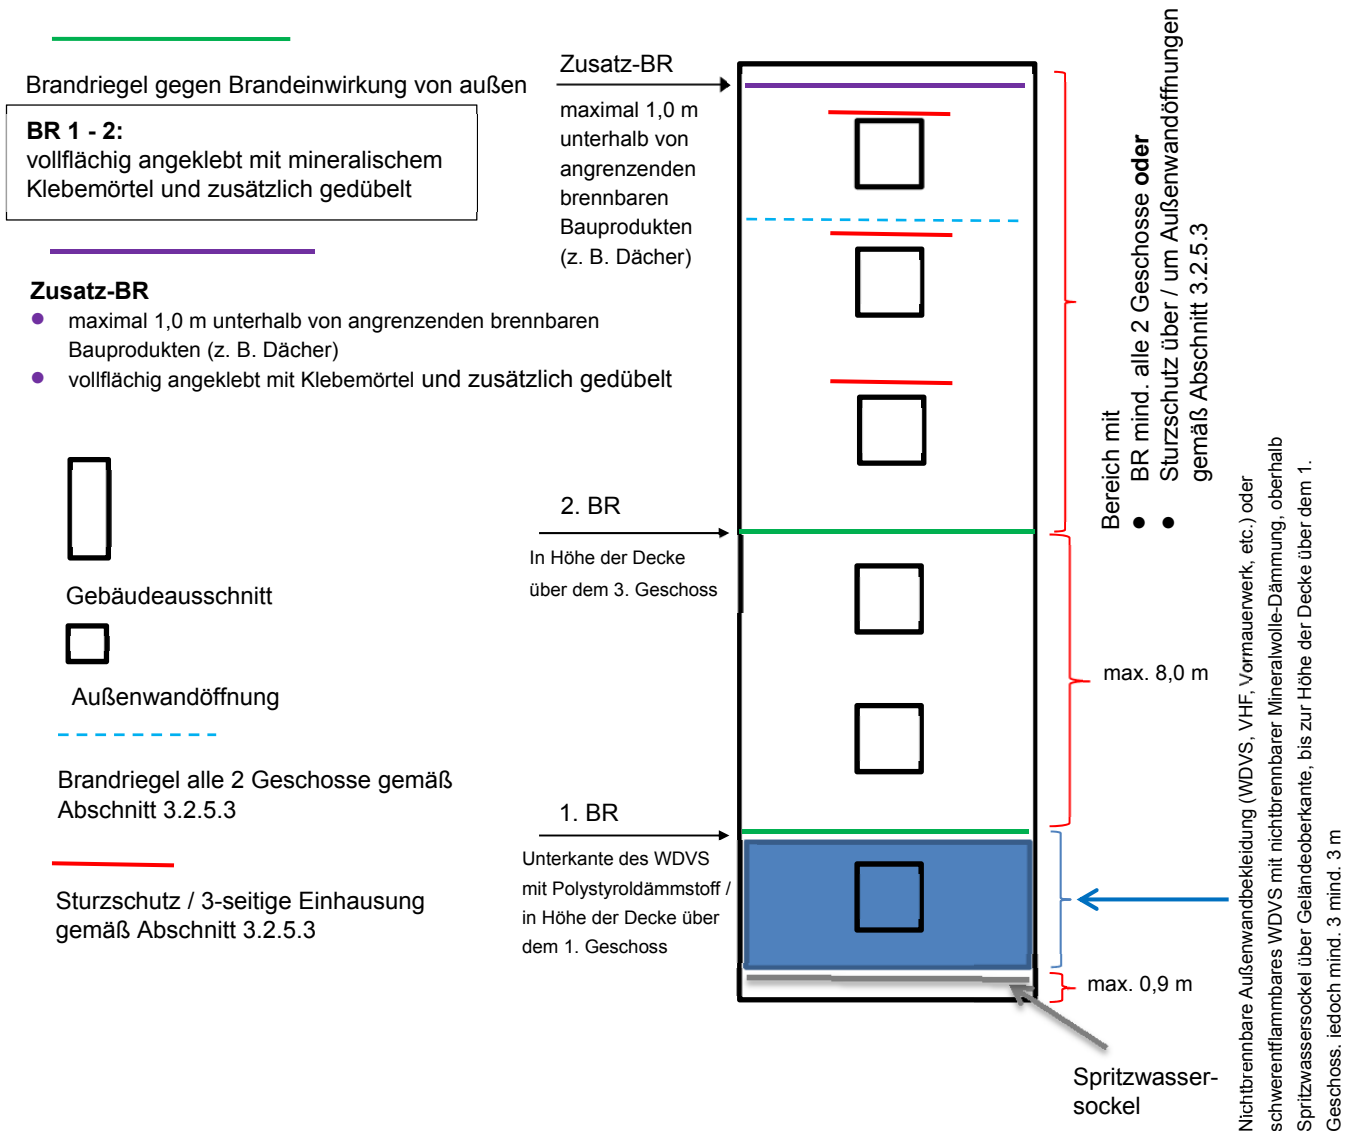 Brandriegel gegen Brandeinwirkung von außen
BR 1 - 2:
vollflächig angeklebt mit mineralischem
Klebemörtel und zusätzlich gedübelt
Zusatz-BR
● maximal 1,0 m unterhalb von angrenzenden brennbaren
Bauprodukten (z. B. Dächer)
● vollflächig angeklebt mit Klebemörtel und zusätzlich gedübelt
Gebäudeausschnitt
Außenwandöffnung
Brandriegel alle 2 Geschosse gemäß
Abschnitt 3.2.5.3
Sturzschutz / 3-seitige Einhausung
gemäß Abschnitt 3.2.5.3
Zusatz-BR
maximal 1,0 m
unterhalb von
angrenzenden
brennbaren
Bauprodukten
(z. B. Dächer)
2. BR
In Höhe der Decke
über dem 3. Geschoss
1. BR
Unterkante des WDVS
mit Polystyroldämmstoff /
in Höhe der Decke über
dem 1. Geschoss
Bereich mit
● BR mind. alle 2 Geschosse oder
● Sturzschutz über / um Außenwandöffnungen
gemäß Abschnitt 3.2.5.3
max. 8,0 m
max. 0,9 m
Spritzwasser-
sockel
Nichtbrennbare Außenwandbekleidung (WDVS, VHF, Vormauerwerk, etc.) oder
schwerentflammbares WDVS mit nichtbrennbarer Mineralwolle-Dämmung, oberhalb
Spritzwassersockel über Geländeoberkante, bis zur Höhe der Decke über dem 1.
Geschoss. iedoch mind. 3 mind. 3 m